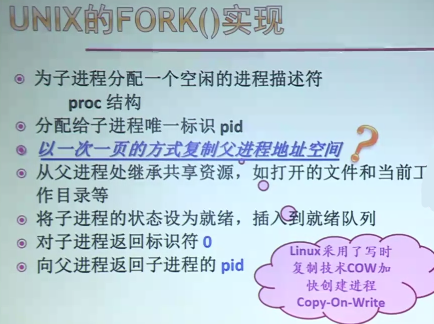 UNIX的FORK()实现
为子进程分配一个空闲的进程描述符
proc 结构
分配给子进程唯一标识 pid
以一次一页的方式复制父进程地址空间
?
从父进程处继承共享资源，如打开的文件和当前工
作目录等
将子进程的状态设为就绪，插入到就绪队列
对子进程返回标识符 0
向父进程返回子进程的 pid
Linux采用了写时
复制技术COW加
快创建进程
Copy-On-Write